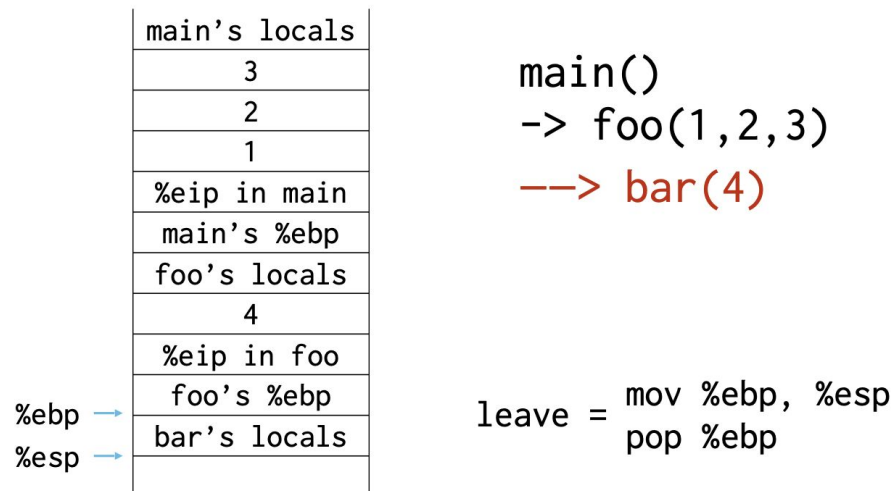 main’s locals
3
2
1
%eip in main
main’s %ebp
foo’s locals
4
%eip in foo
foo’s %ebp
bar’s locals
%ebp →
%esp →
main()
-> foo(1,2,3)
--> bar(4)
leave = mov %ebp, %esp
pop %ebp